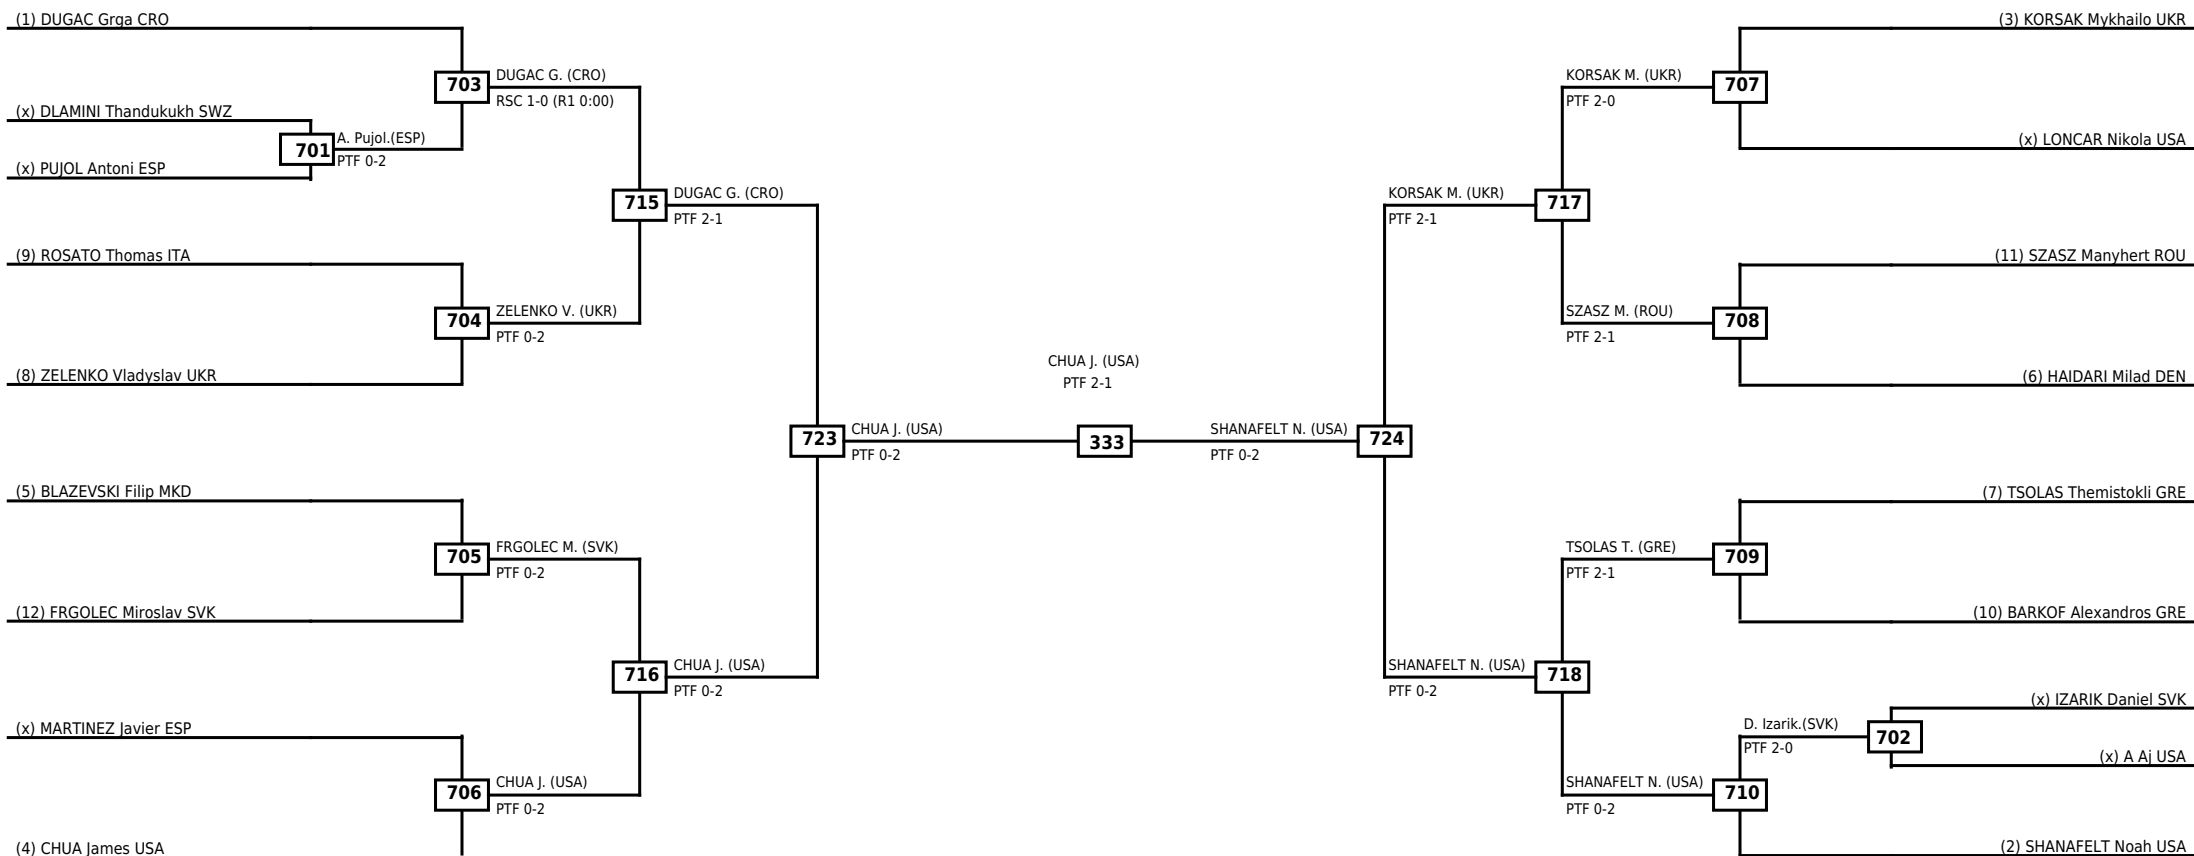 (1) DUGAC Grga CRO
703
DUGAC G. (CRO)
RSC 1-0 (R1 0:00)
(x) DLAMINI Thandukukh SWZ
701
A. Pujol.(ESP)
PTF 0-2
(x) PUJOL Antoni ESP
715
DUGAC G. (CRO)
PTF 2-1
(9) ROSATO Thomas ITA
704
ZELENKO V. (UKR)
PTF 0-2
(8) ZELENKO Vladyslav UKR
723
CHUA J. (USA)
PTF 0-2
(5) BLAZEVSKI Filip MKD
705
FRGOLEC M. (SVK)
PTF 0-2
(12) FRGOLEC Miroslav SVK
716
CHUA J. (USA)
PTF 0-2
(x) MARTINEZ Javier ESP
706
CHUA J. (USA)
PTF 0-2
(4) CHUA James USA
CHUA J. (USA)
PTF 2-1
333
(3) KORSAK Mykhailo UKR
KORSAK M. (UKR)
707
PTF 2-0
(x) LONCAR Nikola USA
KORSAK M. (UKR)
717
PTF 2-1
(11) SZASZ Manyhert ROU
SZASZ M. (ROU)
708
PTF 2-1
(6) HAIDARI Milad DEN
SHANAFELT N. (USA)
724
PTF 0-2
(7) TSOLAS Themistokli GRE
TSOLAS T. (GRE)
709
PTF 2-1
(10) BARKOF Alexandros GRE
SHANAFELT N. (USA)
718
PTF 0-2
(x) IZARIK Daniel SVK
D. Izarik.(SVK)
702
PTF 2-0
(x) A Aj USA
SHANAFELT N. (USA)
710
PTF 0-2
(2) SHANAFELT Noah USA